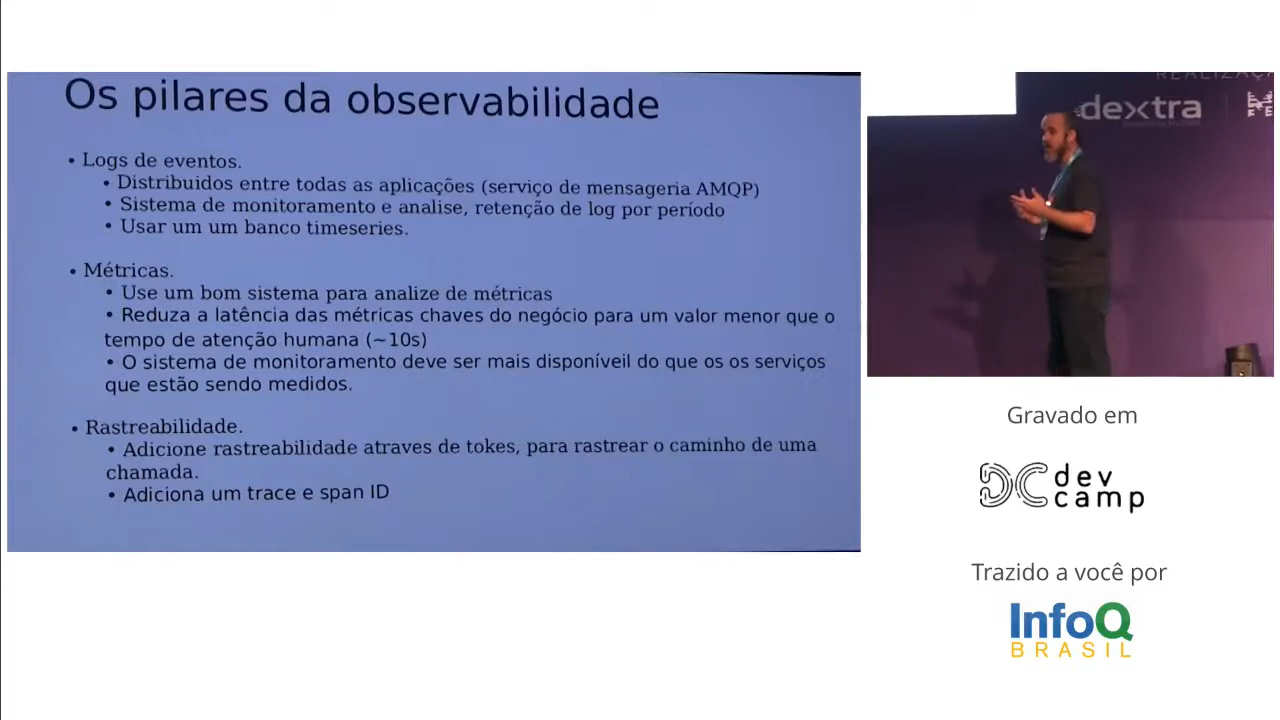 Os pilares da observabilidade
• Logs de eventos.
• Distribuidos entre todas as aplicações (serviço de mensageria AMQP)
• Sistema de monitoramento e analise, retenção de log por período
• Usar um um banco timeseries.
• Métricas.
• Use um bom sistema para analize de métricas
• Reduza a latência das métricas chaves do negócio para um valor menor que o
tempo de atenção humana (~10s)
• O sistema de monitoramento deve ser mais disponíveil do que os os serviços
que estão sendo medidos.
• Rastreabilidade.
• Adicione rastreabilidade atraves de tokes, para rastrear o caminho de uma
chamada.
• Adiciona um trace e span ID
REALIZAÇÃ
dextra
Gravado em
dev
camp
Trazido a você por
InfoQ
BRASIL